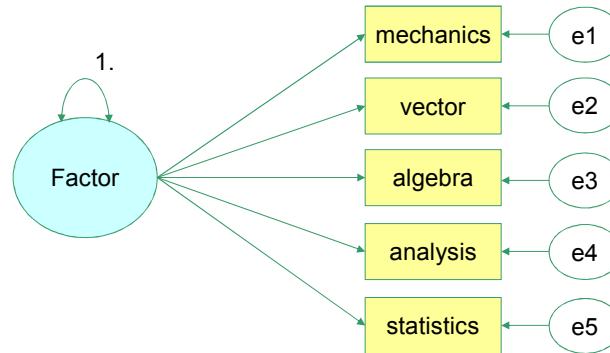 1.
Factor
mechanics
e1
vector
e2
algebra
e3
analysis
e4
statistics
e5